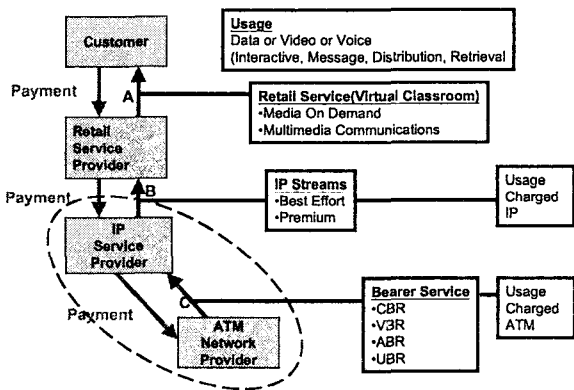 Customer
Usage
Data or Video or Voice
(Interactive, Message, Distribution, Retrieval
Payment
A
Retail Service(Virtual Classroom)
•Media On Demand
•Multimedia Communications
Retail
Service
Provider
Payment
B
IP Streams
•Best Effort
•Premium
Usage
Charged
IP
IP
Service
Provider
C
Payment
Bearer Service
•CBR
•VBR
•ABR
•UBR
Usage
Charged
ATM
ATM
Network
Provider